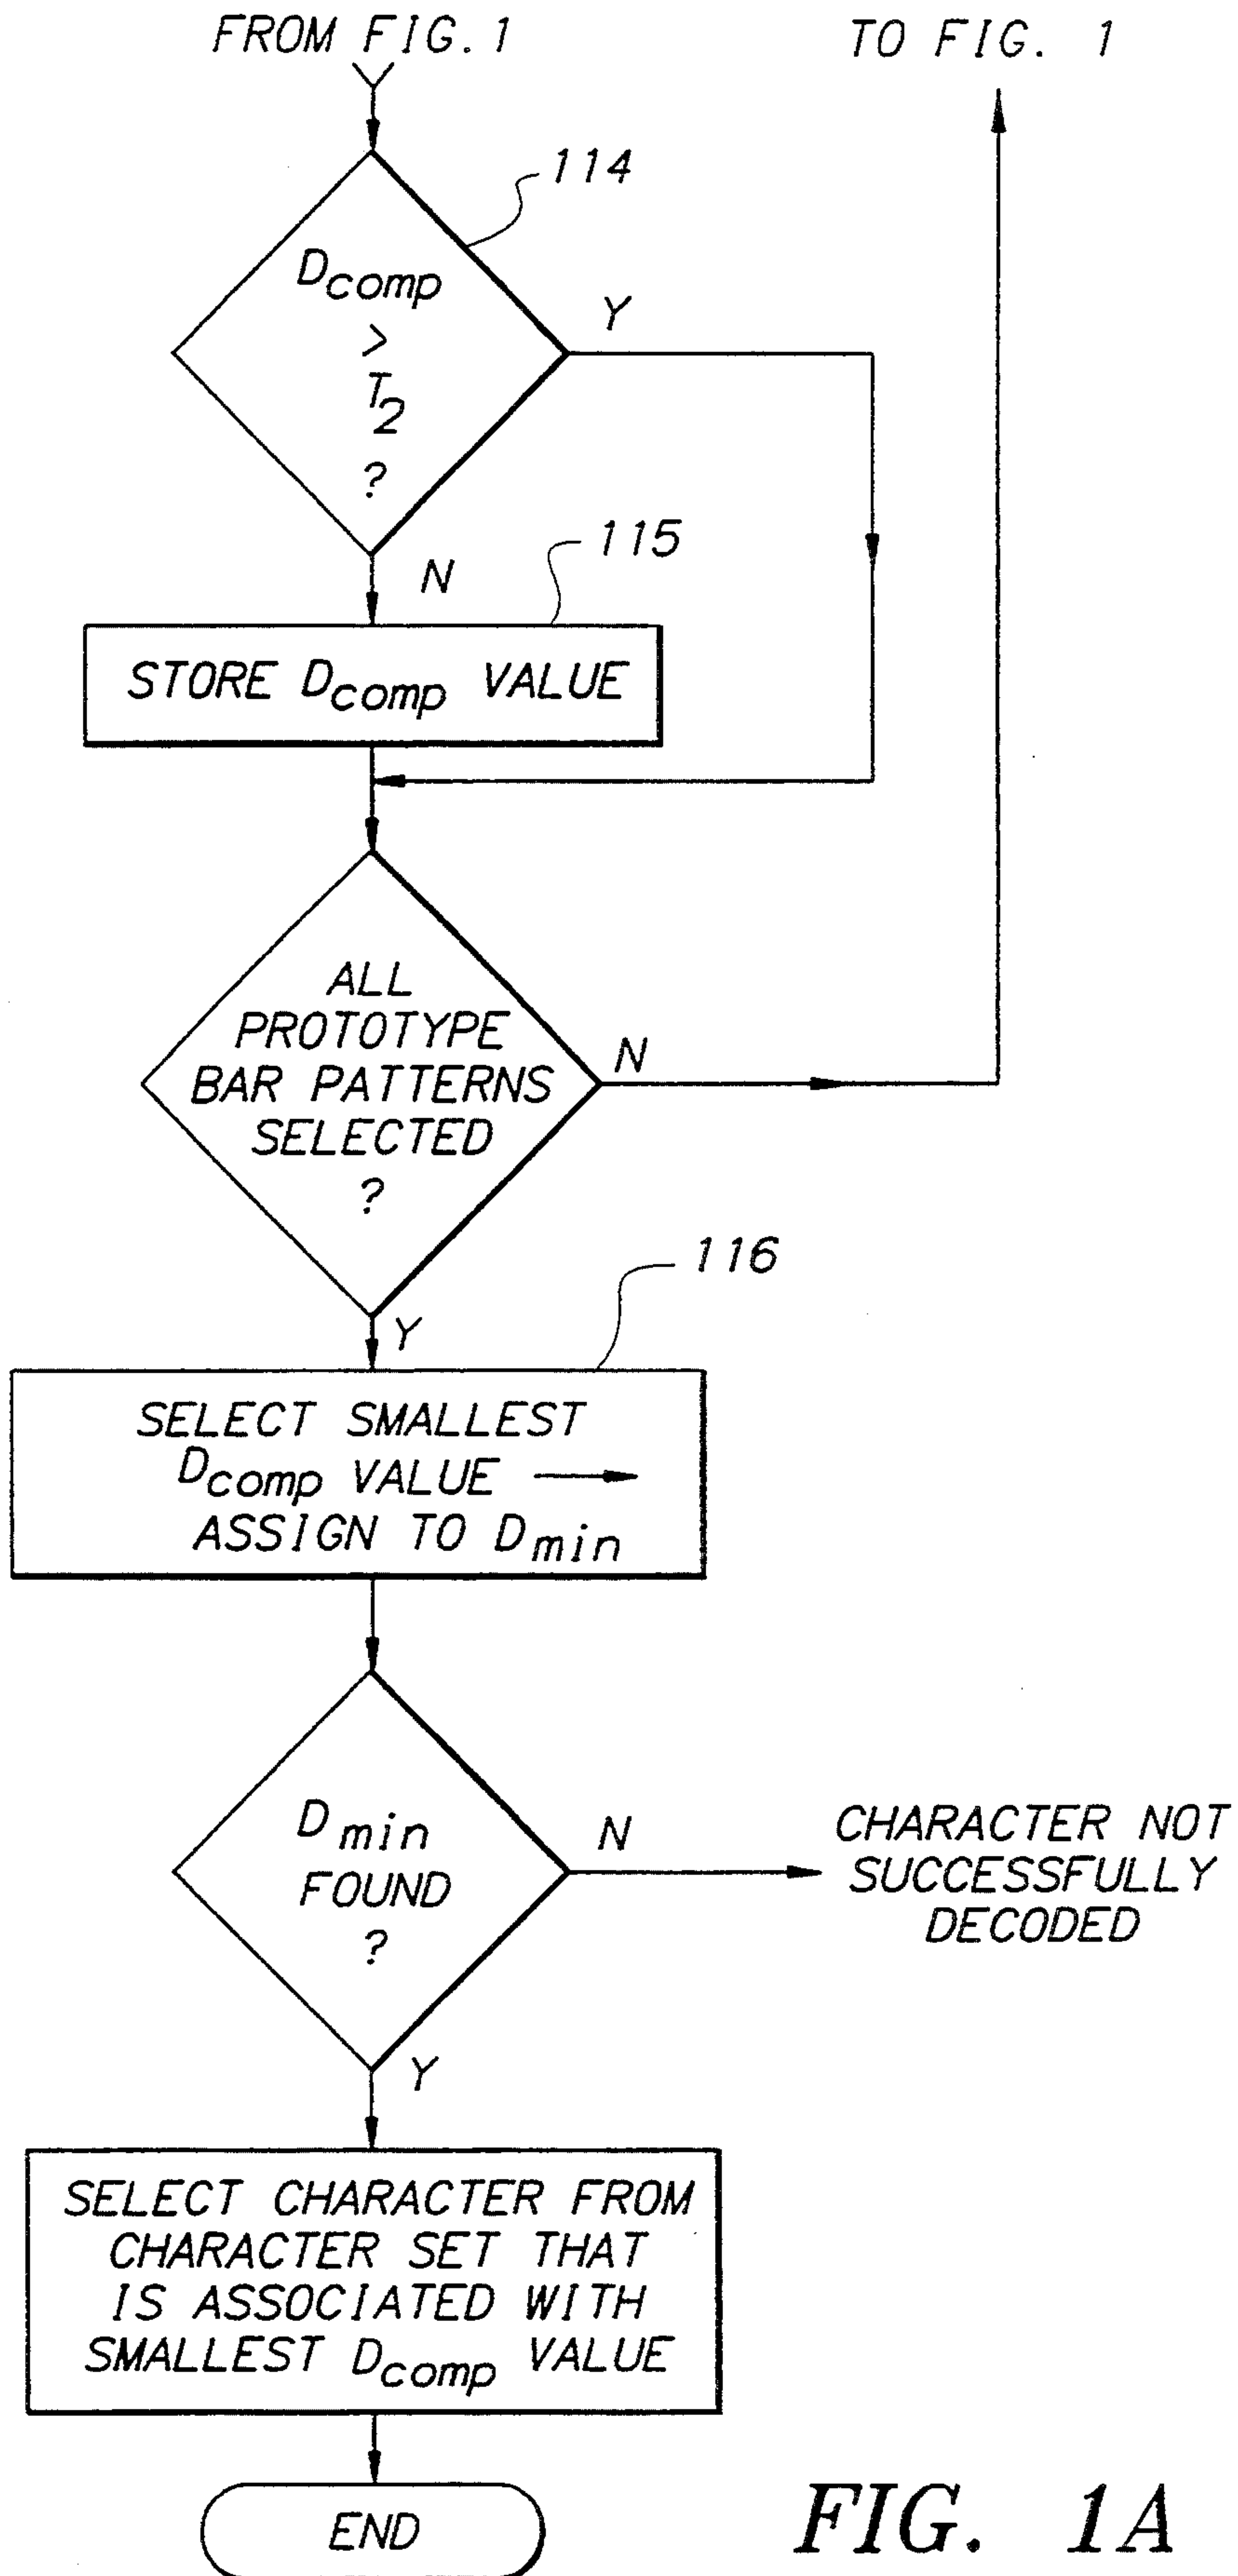 FROM FIG. 1
TO FIG. 1
114
Dcomp
>
T2
?
Y
N
115
STORE Dcomp VALUE
ALL
PROTOTYPE
BAR PATTERNS
SELECTED
?
N
Y
116
SELECT SMALLEST
Dcomp VALUE
ASSIGN TO Dmin
Dmin
FOUND
?
N
CHARACTER NOT
SUCCESSFULLY
DECODED
Y
SELECT CHARACTER FROM
CHARACTER SET THAT
IS ASSOCIATED WITH
SMALLEST Dcomp VALUE
END
FIG. 1A